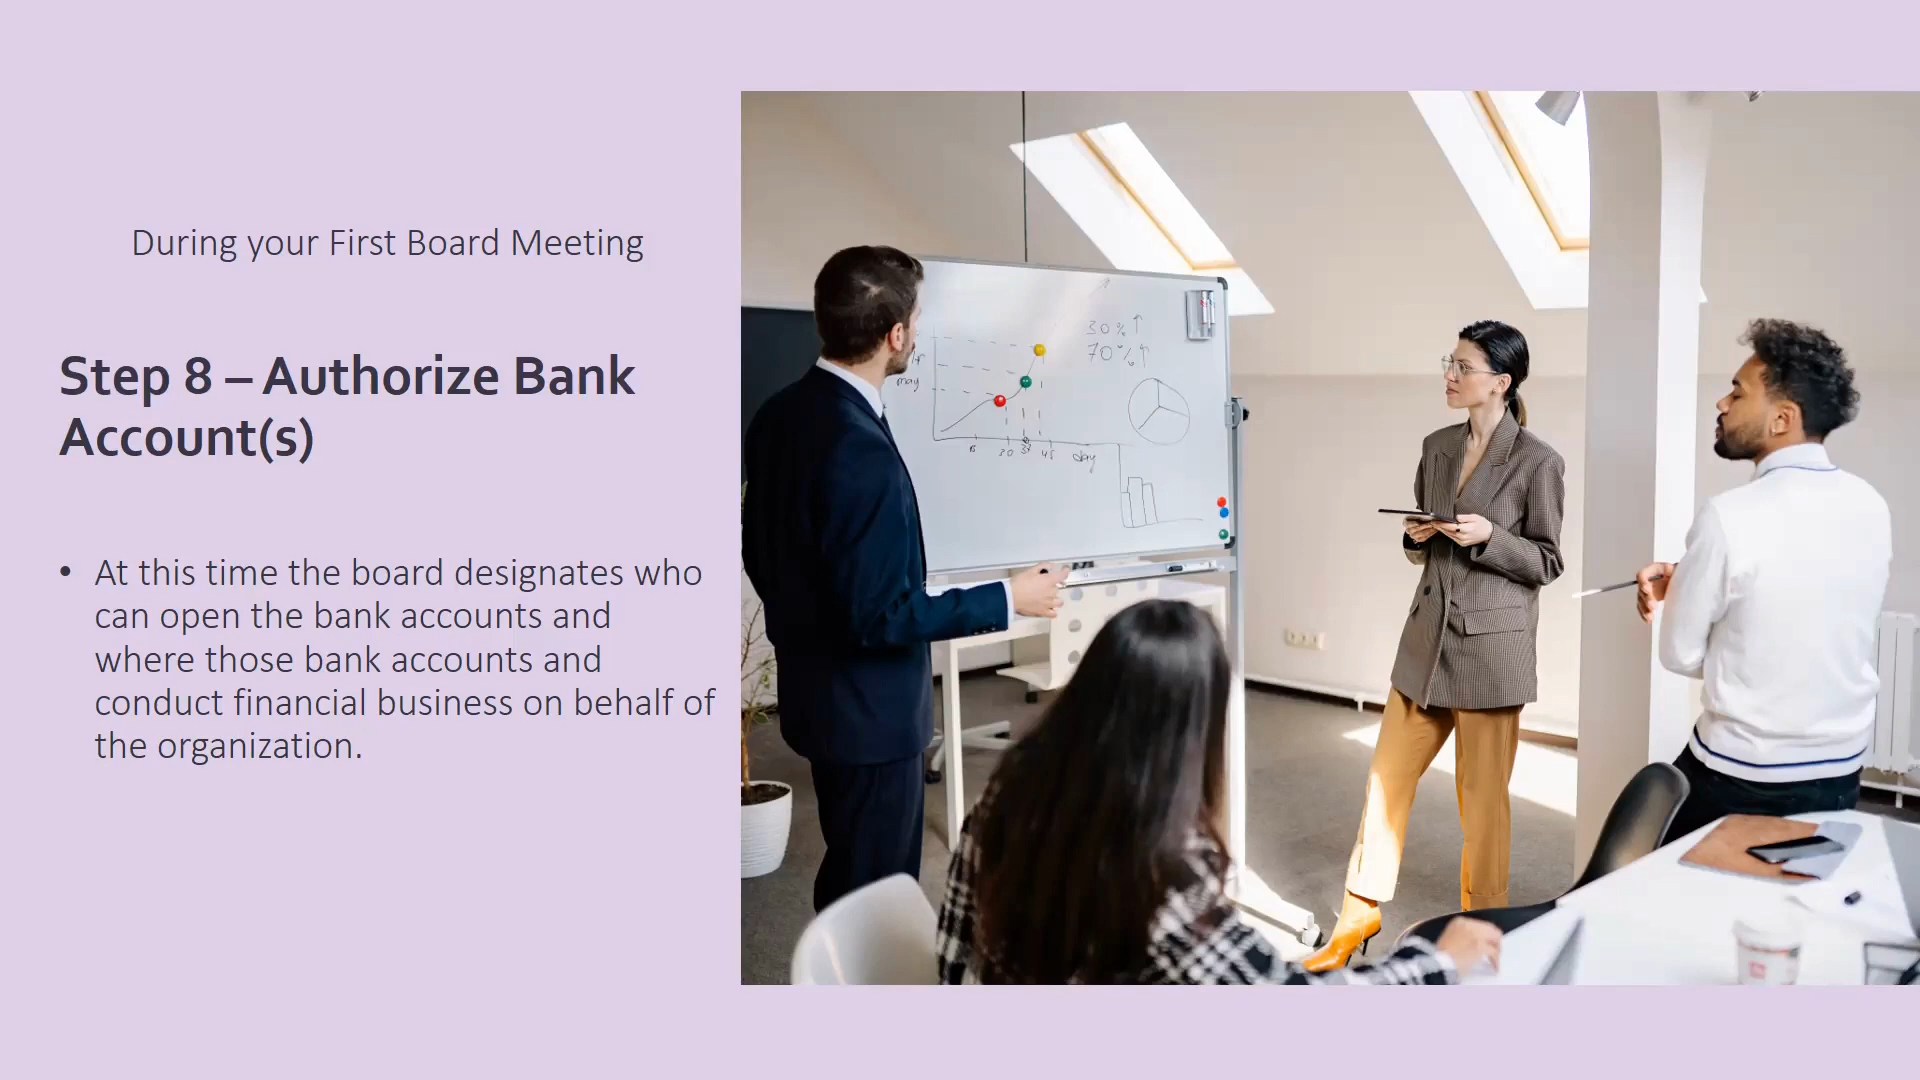 During your First Board Meeting
Step 8 – Authorize Bank
Account(s)
• At this time the board designates who
can open the bank accounts and
where those bank accounts and
conduct financial business on behalf of
the organization.
30%↑
70%↑
may
day